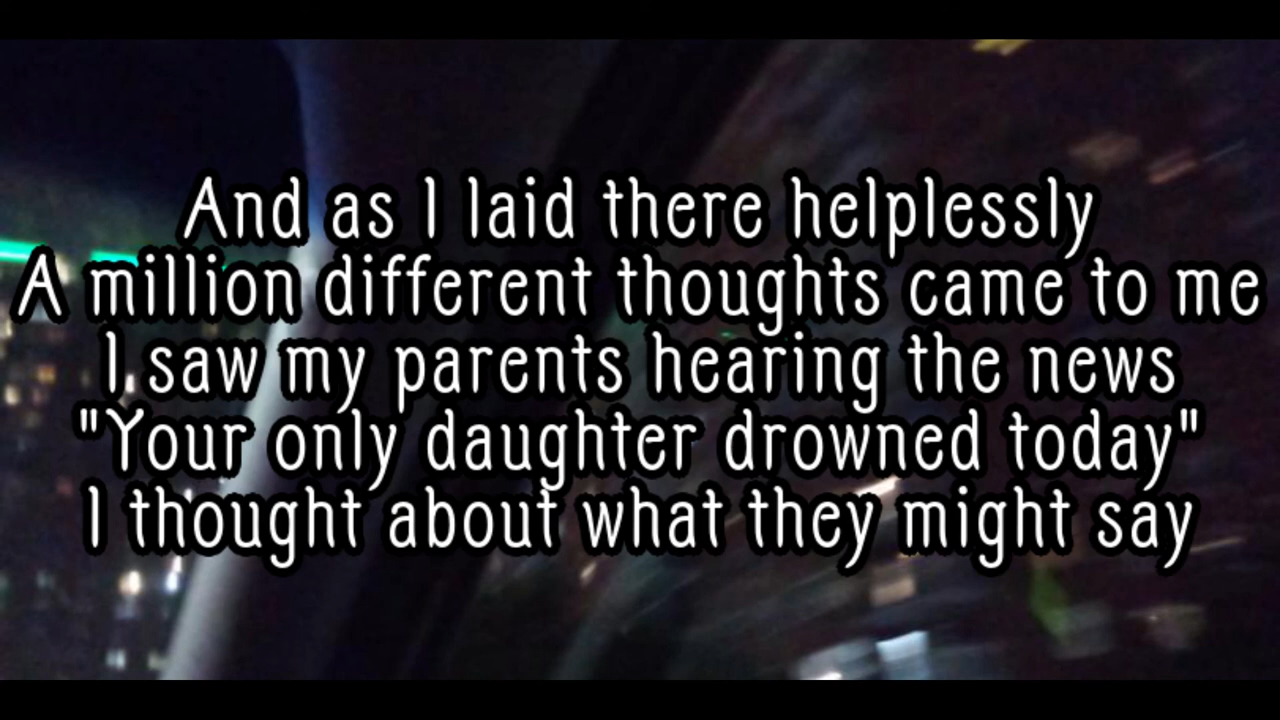 And as I laid there helplessly
A million different thoughts came to me
I saw my parents hearing the news
"Your only daughter drowned today"
I thought about what they might say